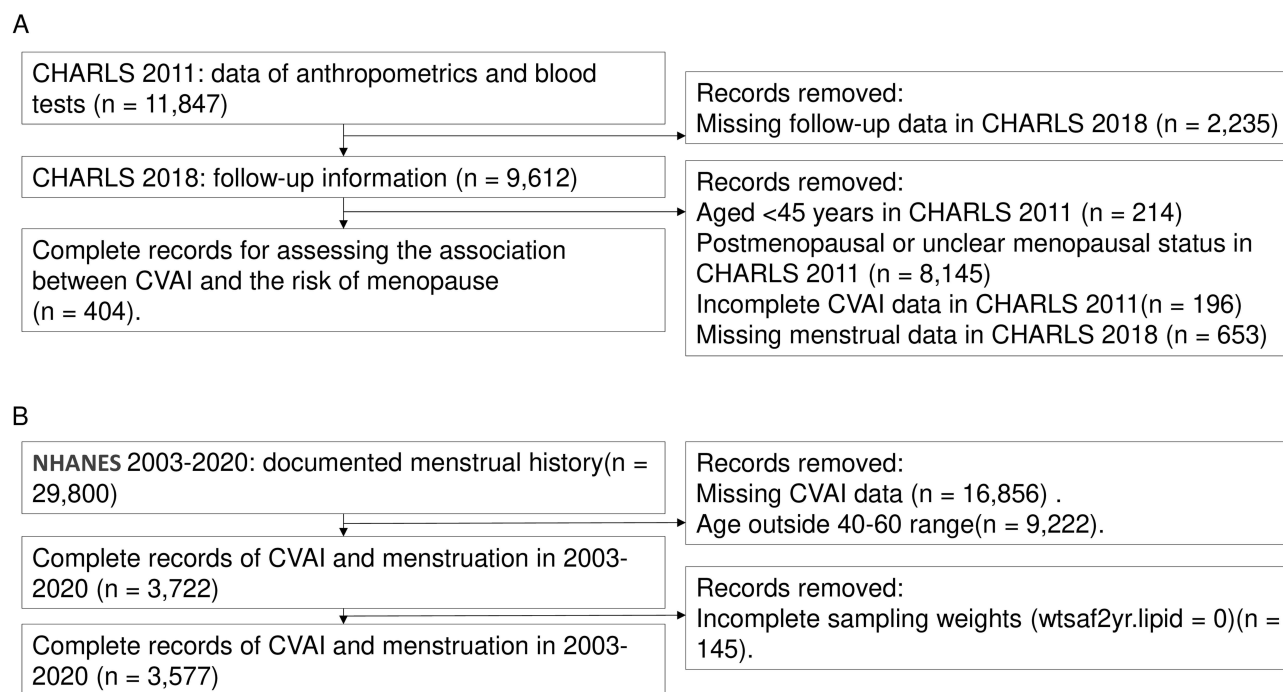 A
CHARLS 2011: data of anthropometrics and blood
tests (n = 11,847)
Records removed:
Missing follow-up data in CHARLS 2018 (n = 2,235)
CHARLS 2018: follow-up information (n = 9,612)
Records removed:
Aged <45 years in CHARLS 2011 (n = 214)
Postmenopausal or unclear menopausal status in
CHARLS 2011 (n = 8,145)
Incomplete CVAI data in CHARLS 2011(n = 196)
Missing menstrual data in CHARLS 2018 (n = 653)
Complete records for assessing the association
between CVAI and the risk of menopause
(n = 404).
B
NHANES 2003-2020: documented menstrual history(n =
29,800)
Records removed:
Missing CVAI data (n = 16,856) .
Age outside 40-60 range(n = 9,222).
Complete records of CVAI and menstruation in 2003-
2020 (n = 3,722)
Records removed:
Incomplete sampling weights (wtsaf2yr.lipid = 0)(n =
145).
Complete records of CVAI and menstruation in 2003-
2020 (n = 3,577)